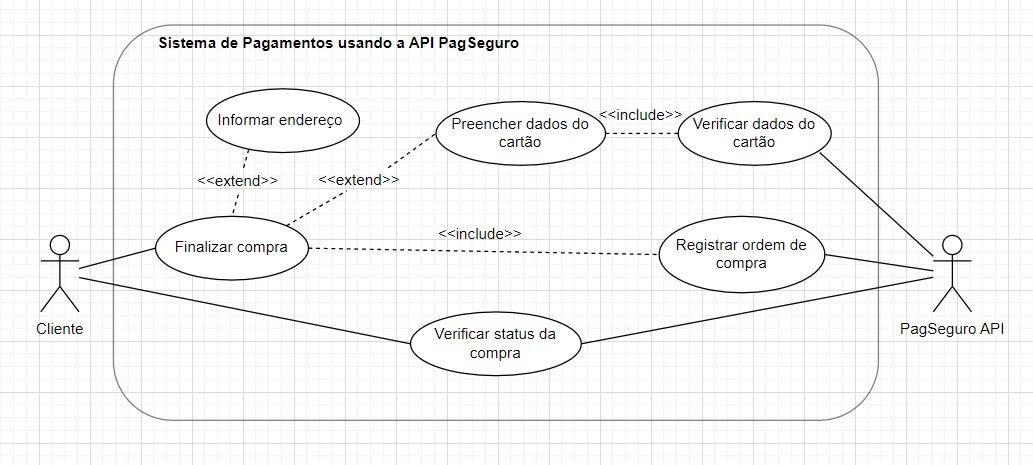 Sistema de Pagamentos usando a API PagSeguro
Informar endereço
Preencher dados do
cartão
<<include>>
Verificar dados do
cartão
<<extend>>
<<extend>>
Finalizar compra
<<include>>
Registrar ordem de
compra
Cliente
PagSeguro API
Verificar status da
compra